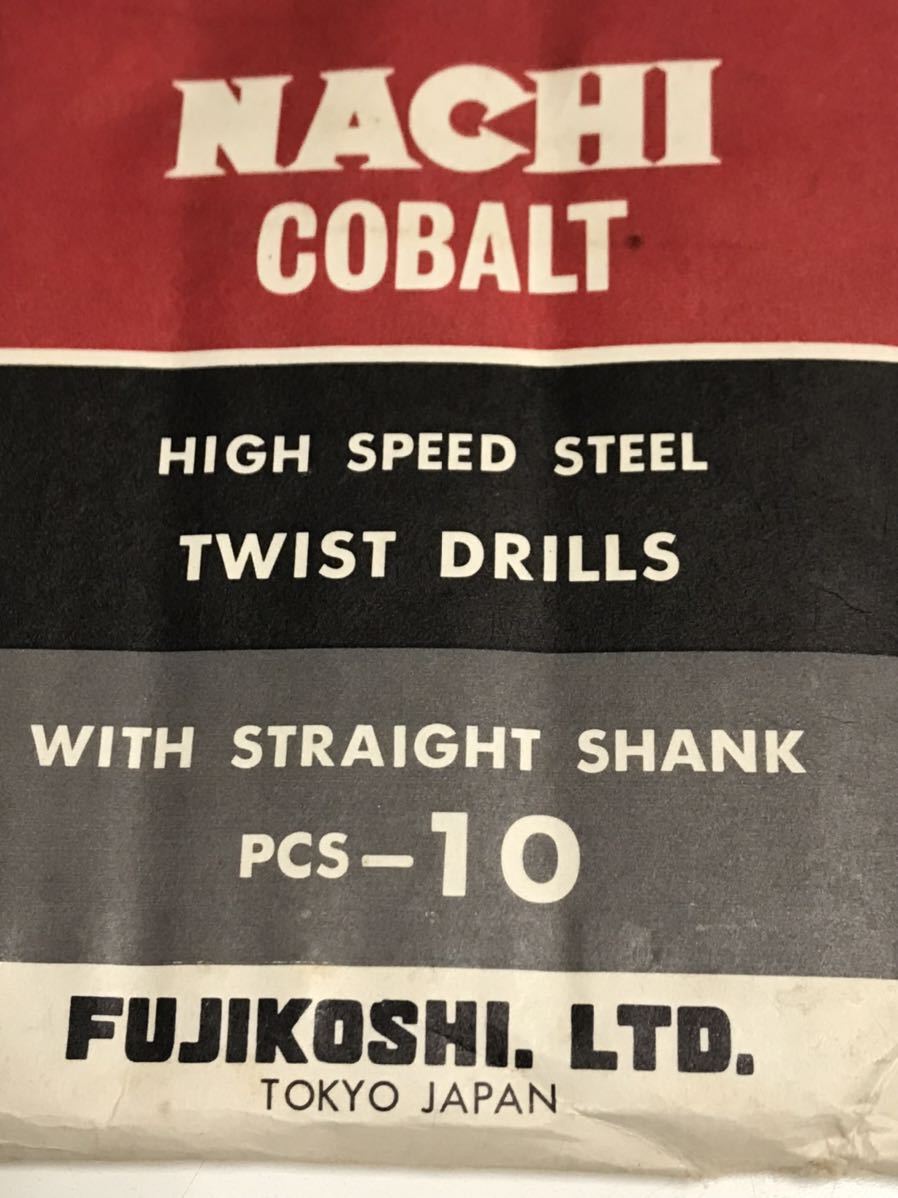 NACHI
COBALT
HIGH SPEED STEEL
TWIST DRILLS
WITH STRAIGHT SHANK
PCS-10
FUJIKOSHI. LTD.
TOKYO JAPAN